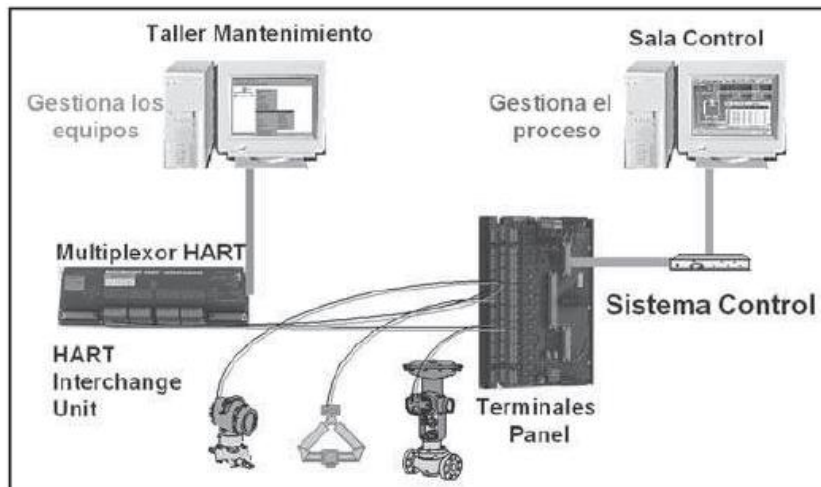 Taller Mantenimiento
Gestiona los
equipos
Sala Control
Gestiona el
proceso
Multiplexor HART
Sistema Control
HART
Interchange
Unit
Terminales
Panel